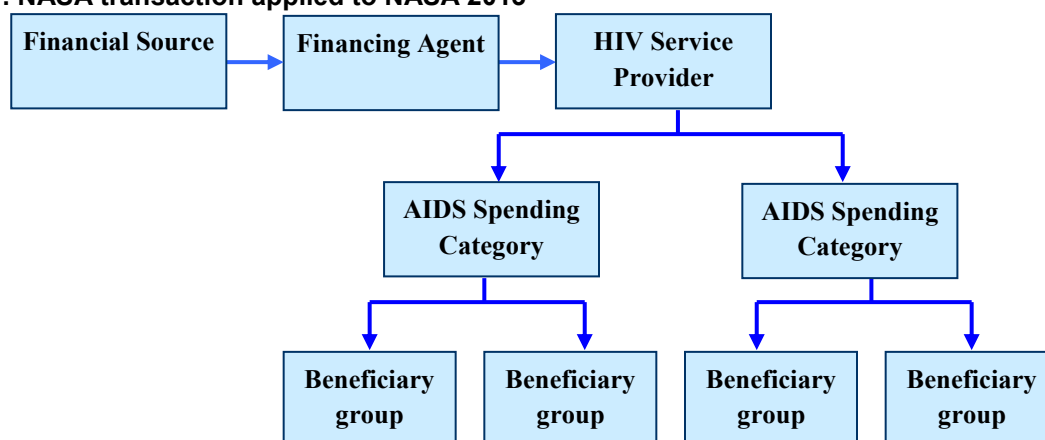 : NASA transaction applied to NASA
Financial Source
Financing Agent
HIV Service
Provider
AIDS Spending
Category
AIDS Spending
Category
Beneficiary
group
Beneficiary
group
Beneficiary
group
Beneficiary
group